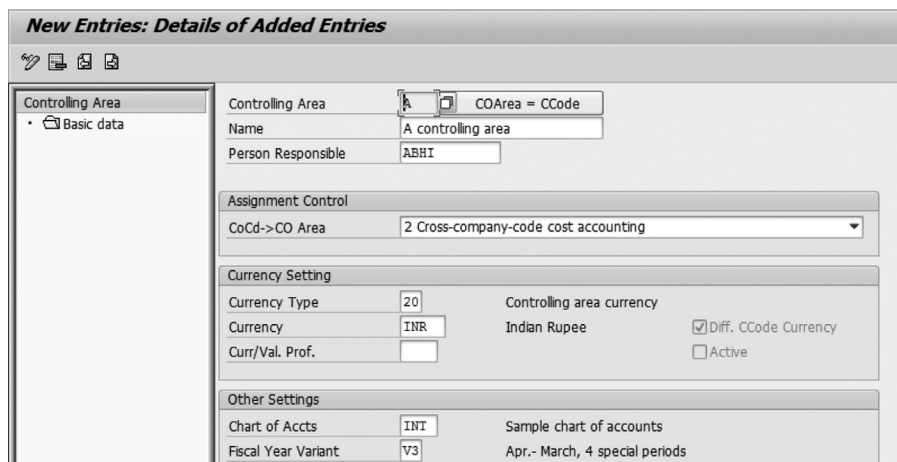 New Entries: Details of Added Entries
Controlling Area
Basic data
Controlling Area A COArea = CCode
Name A controlling area
Person Responsible ABHI
Assignment Control
CoCd->CO Area 2 Cross-company-code cost accounting
Currency Setting
Currency Type 20 Controlling area currency
Currency INR Indian Rupee Diff. CCode Currency
Curr/Val. Prof. Active
Other Settings
Chart of Accts INT Sample chart of accounts
Fiscal Year Variant V3 Apr.- March, 4 special periods